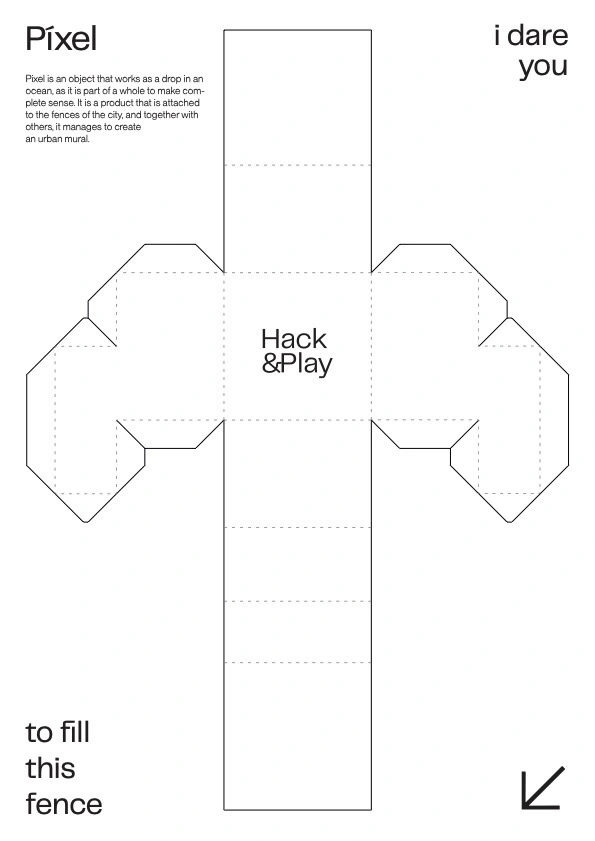 Píxel
i dare
you
Pixel is an object that works as a drop in an
ocean, as it is part of a whole to make com-
plete sense. It is a product that is attached
to the fences of the city, and together with
others, it manages to create
an urban mural.
Hack
&Play
to fill
this
fence